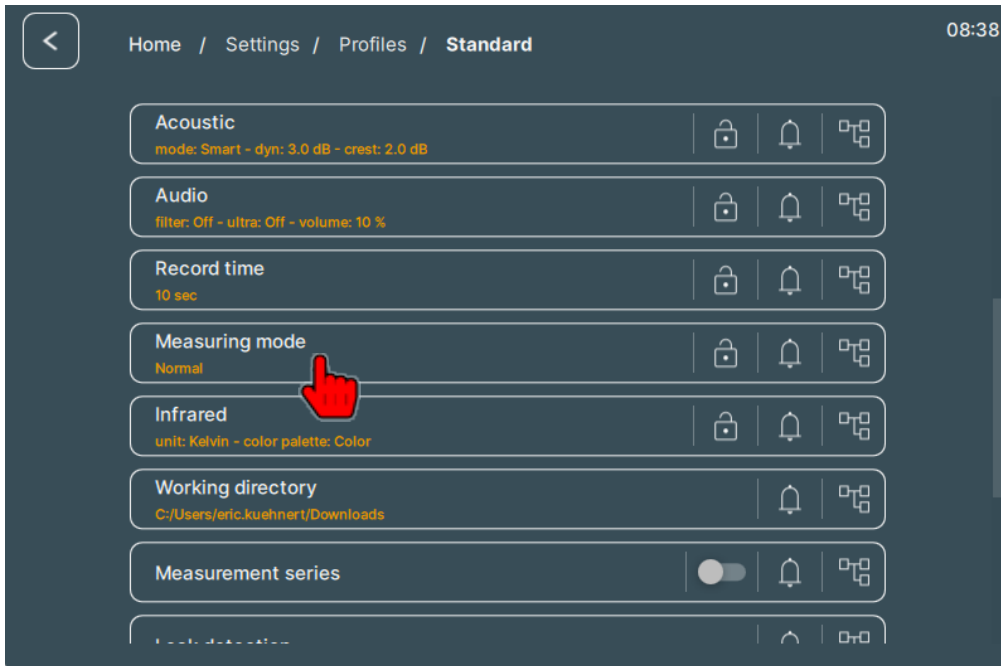 Home / Settings / Profiles / Standard
08:38
Acoustic
mode: Smart - dyn: 3.0 dB - crest: 2.0 dB
Audio
filter: Off - ultra: Off - volume: 10 %
Record time
10 sec
Measuring mode
Normal
Infrared
unit: Kelvin - color palette: Color
Working directory
C:/Users/eric.kuehnert/Downloads
Measurement series